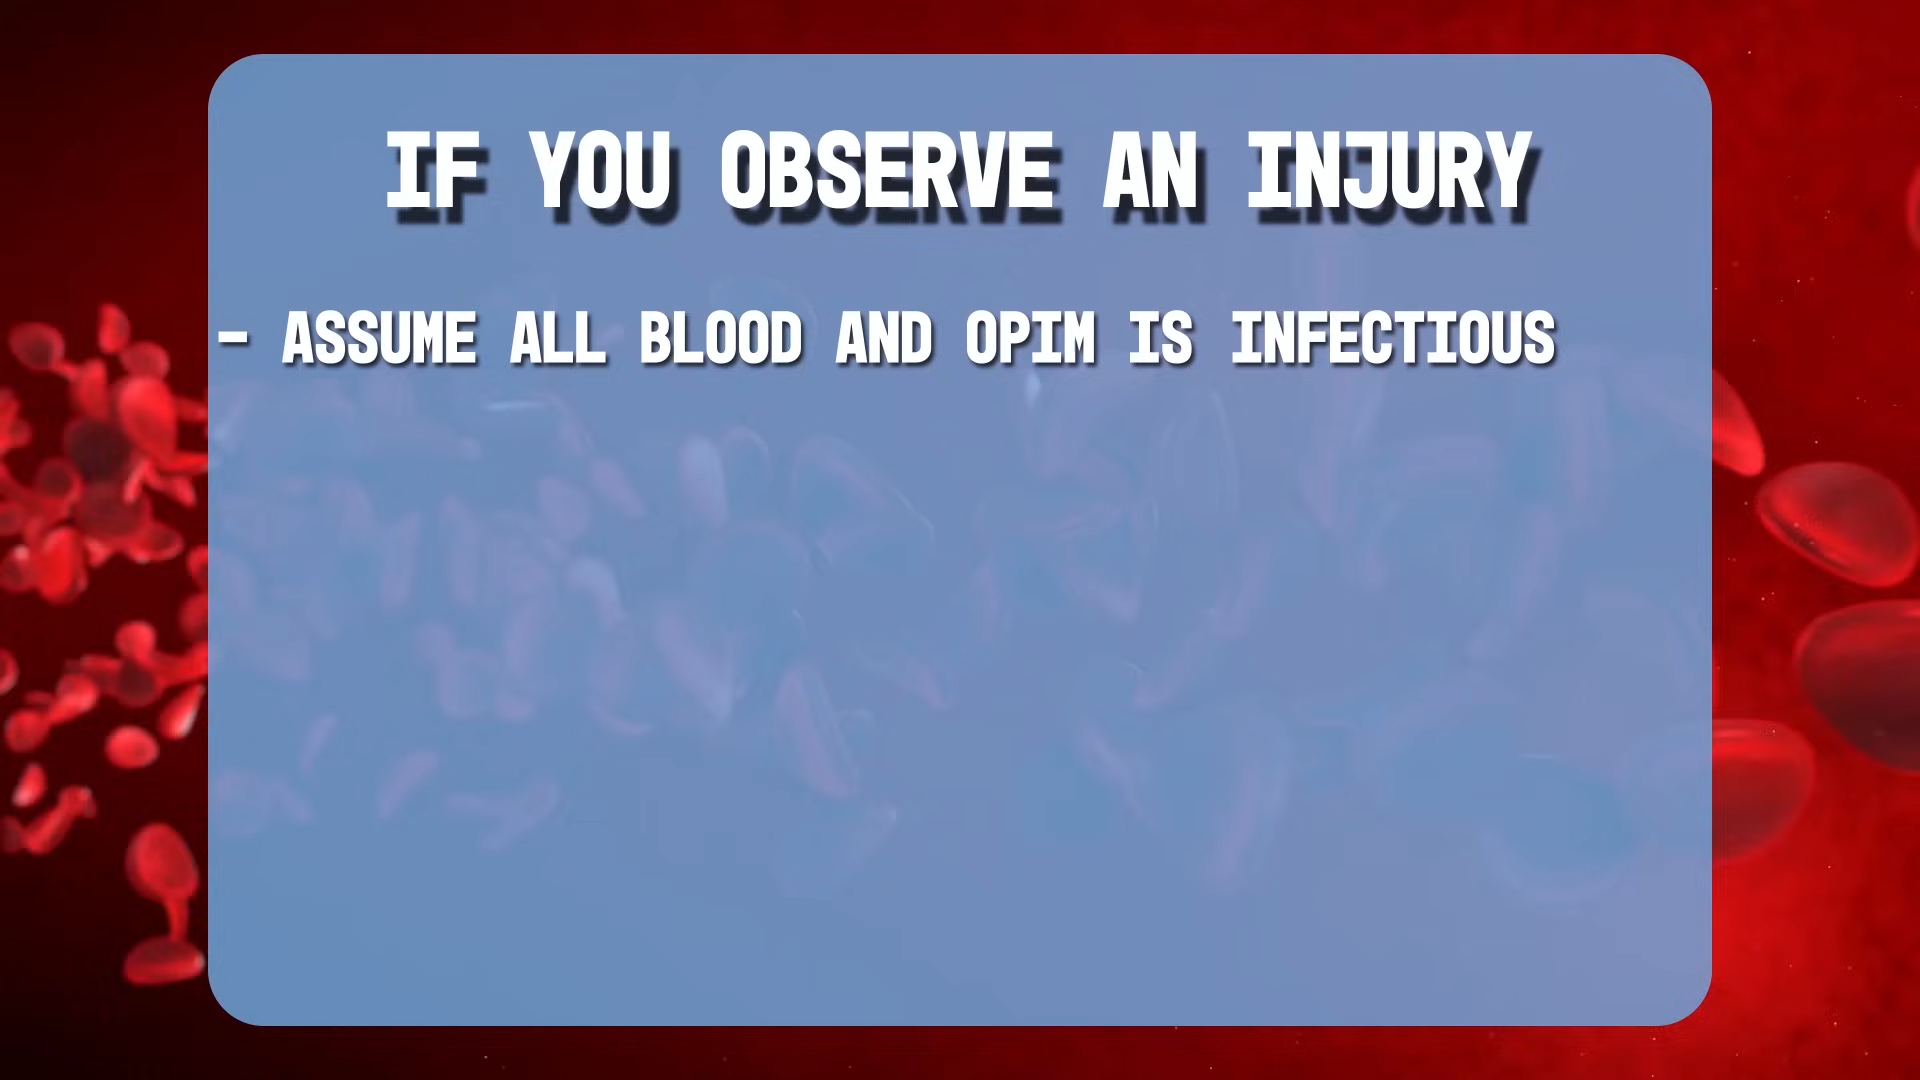 IF YOU OBSERVE AN INJURY
- ASSUME ALL BLOOD AND OPIM IS INFECTIOUS